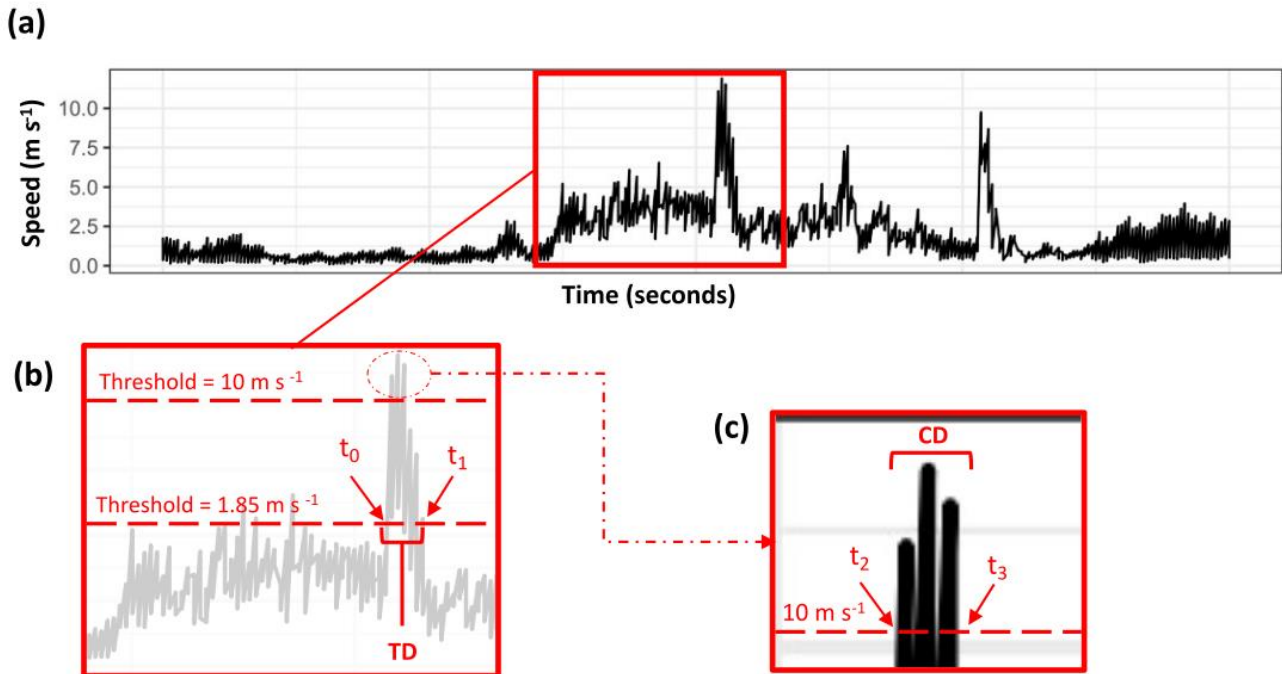 (a)
10.0
7.5
5.0
2.5
0.0
Speed (m s⁻¹)
Time (seconds)
(b)
Threshold = 10 m s ⁻¹
t₀
t₁
Threshold = 1.85 m s ⁻¹
TD
(c)
CD
t₂
t₃
10 m s⁻¹